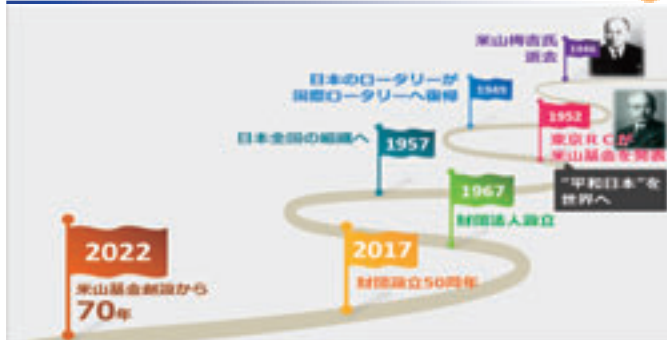 米山梅吉氏
逝去
1946
日本のロータリーが
国際ロータリーへ復帰
1949
1952
東京RCが
米山基金を発表
"平和日本"を
世界へ
日本全国の組織へ
1957
1967
財団法人設立
2017
財団設立50周年
2022
米山基金創設から
70年